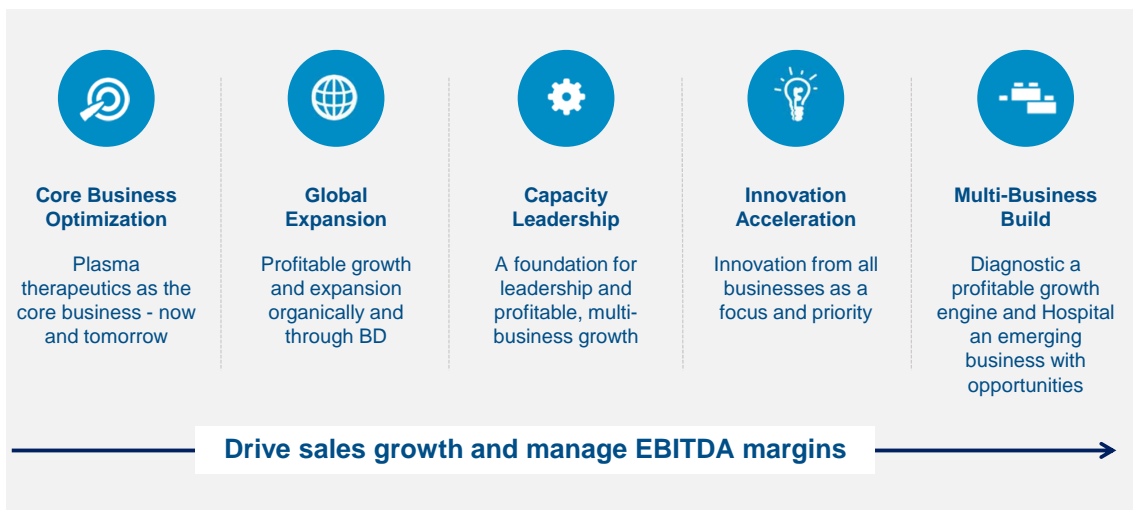 Core Business
Optimization
Plasma
therapeutics as the
core business - now
and tomorrow
Global
Expansion
Profitable growth
and expansion
organically and
through BD
Capacity
Leadership
A foundation for
leadership and
profitable, multi-
business growth
Innovation
Acceleration
Innovation from all
businesses as a
focus and priority
Multi-Business
Build
Diagnostic a
profitable growth
engine and Hospital
an emerging
business with
opportunities
Drive sales growth and manage EBITDA margins